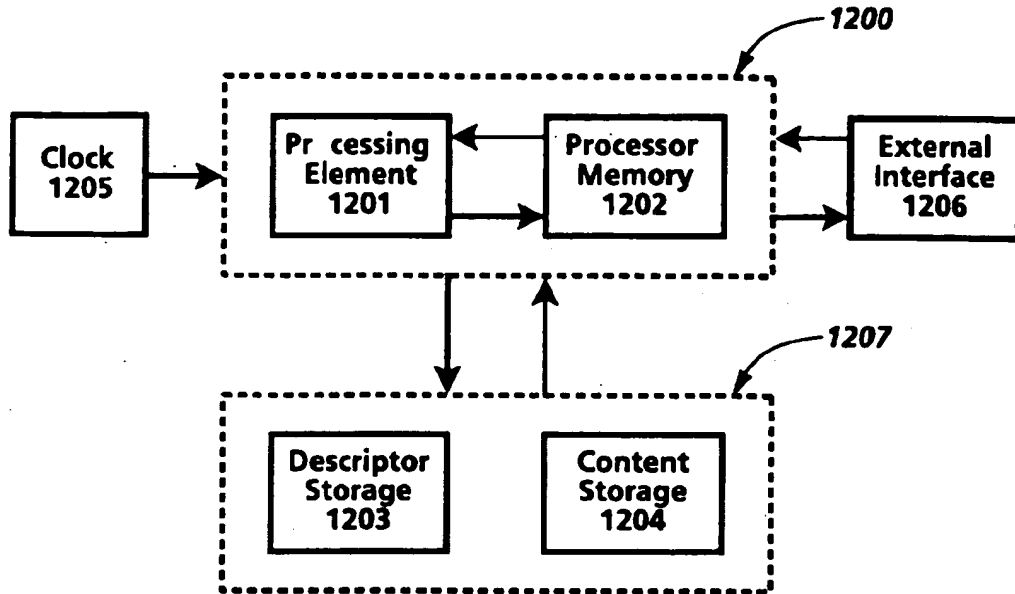 1200
Clock
1205
Pr cessing
Element
1201
Processor
Memory
1202
External
Interface
1206
1207
Descriptor
Storage
1203
Content
Storage
1204